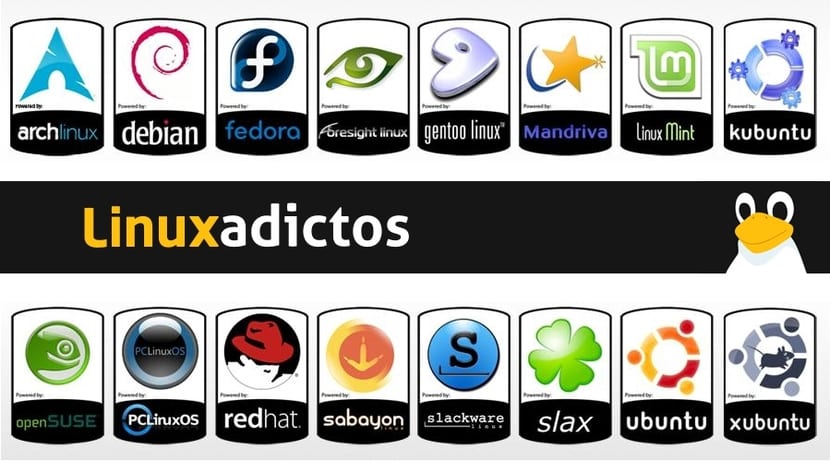 Powered by: Powered by: Powered by: Powered by: Powered by: Powered by: Powered by: Powered by:
archlinux debian fedora foresight linux gentoo linux™ Mandriva Linux Mint kubuntu
Linuxadictos
PCLinuxOS S
Powered by: Powered by: Powered by: Powered by: Powered by: Powered by: Powered by: Powered by:
openSUSE PCLinuxOS redhat. sabayon linux slackware linux slax ubuntu xubuntu